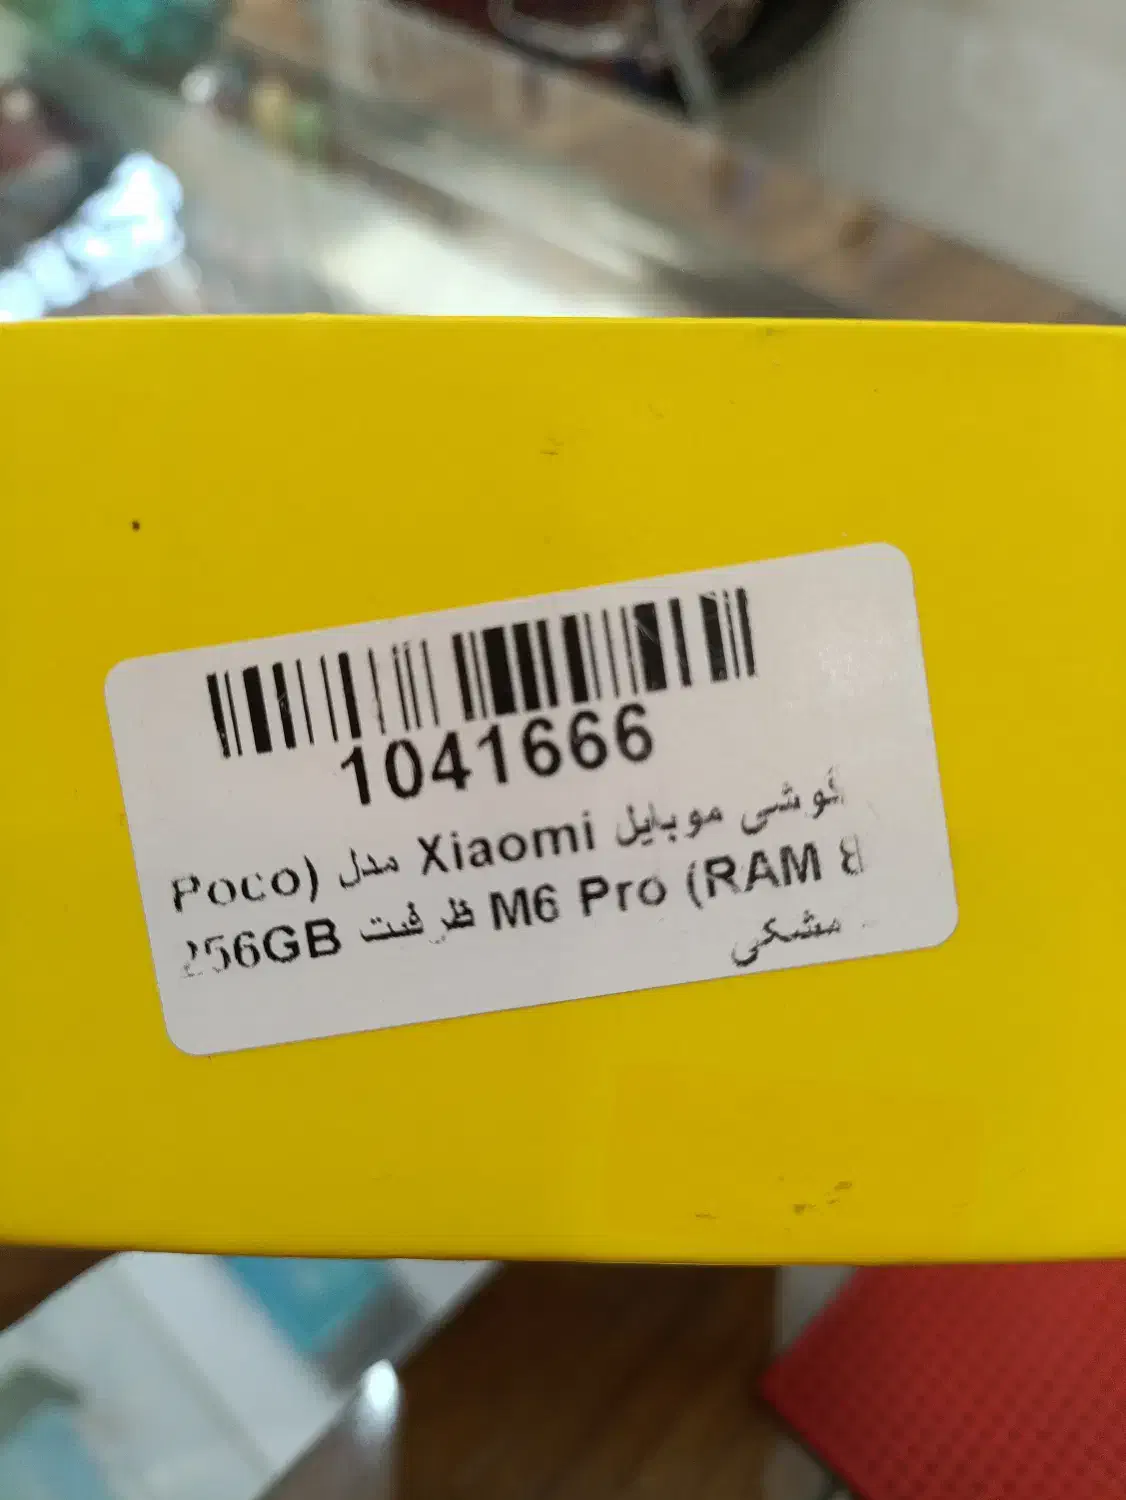 1041666
گوشی موبایل Xiaomi مدل (Poco
M6 Pro (RAM 8 ظرفیت 256GB
- مشکی